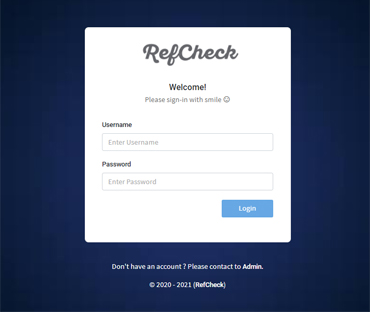 RefCheck
Welcome!
Please sign-in with smile ☺
Username
Enter Username
Password
Enter Password
Login
Don't have an account ? Please contact to Admin.
© 2020 - 2021 (RefCheck)